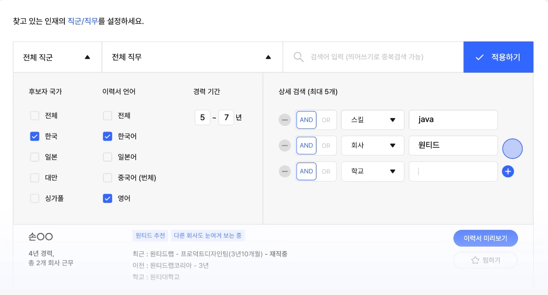 찾고 있는 인재의 직군/직무를 설정하세요.
전체 직군 ▲ 전체 직무 ▲ 검색어 입력 (띄어쓰기로 중복검색 가능) 적용하기
후보자 국가 이력서 언어 경력 기간 상세 검색 (최대 5개)
전체 전체 5 ~ 7 년 AND OR 스킬 ▼ java
한국 한국어 AND OR 회사 ▼ 원티드
일본 일본어
대만 중국어 (번체) AND OR 학교 ▼
싱가폴 영어
손〇〇 원티드 추천 다른 회사도 눈여겨 보는 중 이력서 미리보기
4년 경력,
총 2개 회사 근무
최근 : 원티드랩 - 프로덕트디자인팀(3년10개월) - 재직중
이전 : 원티드랩코리아 - 3년 찜하기
학교 : 원티대학교